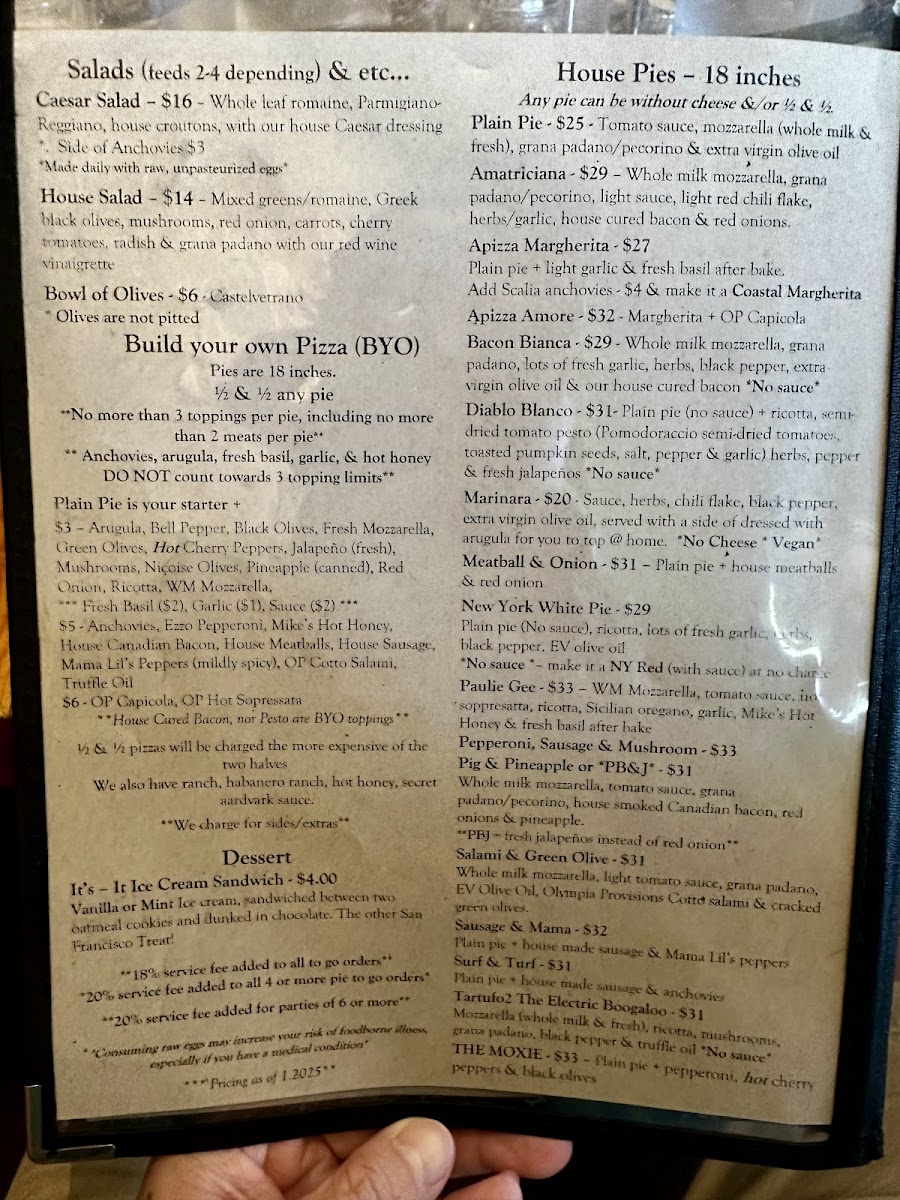 Salads (feeds 2-4 depending) & etc...
Caesar Salad – $16 – Whole leaf romaine, Parmigiano-
Reggiano, house croutons, with our house Caesar dressing
*. Side of Anchovies $3
*Made daily with raw, unpasteurized eggs*
House Salad – $14 – Mixed greens/romaine, Greek
black olives, mushrooms, red onion, carrots, cherry
tomatoes, radish & grana padano with our red wine
vinaigrette
Bowl of Olives - $6 - Castelvetrano
* Olives are not pitted
Build your own Pizza (BYO)
Pies are 18 inches.
½ & ½ any pie
**No more than 3 toppings per pie, including no more
than 2 meats per pie**
** Anchovies, arugula, fresh basil, garlic, & hot honey
DO NOT count towards 3 topping limits**
Plain Pie is your starter +
$3 – Arugula, Bell Pepper, Black Olives, Fresh Mozzarella,
Green Olives, Hot Cherry Peppers, Jalapeño (fresh),
Mushrooms, Niçoise Olives, Pineapple (canned), Red
Onion, Ricotta, WM Mozzarella,
*** Fresh Basil ($2), Garlic ($1), Sauce ($2) ***
$5 - Anchovies, Ezzo Pepperoni, Mike's Hot Honey,
House Canadian Bacon, House Meatballs, House Sausage,
Mama Lil's Peppers (mildly spicy), OP Cotto Salami,
Truffle Oil
$6 - OP Capicola, OP Hot Sopressata
**House Cured Bacon, nor Pesto are BYO toppings**
½ & ½ pizzas will be charged the more expensive of the
two halves
We also have ranch, habanero ranch, hot honey, secret
aardvark sauce.
**We charge for sides/extras**
Dessert
It's – It Ice Cream Sandwich - $4.00
Vanilla or Mint Ice cream, sandwiched between two
oatmeal cookies and dunked in chocolate. The other San
Francisco Treat!
**18% service fee added to all to go orders**
*20% service fee added to all 4 or more pie to go orders*
**20% service fee added for parties of 6 or more**
* *Consuming raw eggs may increase your risk of foodborne illness,
especially if you have a medical condition*
****Pricing as of 1.2025**
House Pies – 18 inches
Any pie can be without cheese &/or ½ & ½.
Plain Pie - $25 - Tomato sauce, mozzarella (whole milk &
fresh), grana padano/pecorino & extra virgin olive oil
Amatriciana - $29 – Whole milk mozzarella, grana
padano/pecorino, light sauce, light red chili flake,
herbs/garlic, house cured bacon & red onions.
Apizza Margherita - $27
Plain pie + light garlic & fresh basil after bake.
Add Scalia anchovies - $4 & make it a Coastal Margherita
Apizza Amore - $32 - Margherita + OP Capicola
Bacon Bianca - $29 - Whole milk mozzarella, grana
padano, lots of fresh garlic, herbs, black pepper, extra-
virgin olive oil & our house cured bacon *No sauce*
Diablo Blanco - $31- Plain pie (no sauce) + ricotta, semi-
dried tomato pesto (Pomodoraccio semi-dried tomatoes,
toasted pumpkin seeds, salt, pepper & garlic) herbs, pepper
& fresh jalapeños *No sauce*
Marinara - $20 - Sauce, herbs, chili flake, black pepper,
extra virgin olive oil, served with a side of dressed with
arugula for you to top @ home. *No Cheese * Vegan*
Meatball & Onion - $31 – Plain pie + house meatballs
& red onion
New York White Pie - $29
Plain pie (No sauce), ricotta, lots of fresh garlic, herbs,
black pepper, EV olive oil
*No sauce *– make it a NY Red (with sauce) at no charge
Paulie Gee - $33 – WM Mozzarella, tomato sauce, hot
soppresatta, ricotta, Sicilian oregano, garlic, Mike's Hot
Honey & fresh basil after bake
Pepperoni, Sausage & Mushroom - $33
Pig & Pineapple or *PB&J* - $31
Whole milk mozzarella, tomato sauce, grana
padano/pecorino, house smoked Canadian bacon, red
onions & pineapple.
**PBJ – fresh jalapeños instead of red onion**
Salami & Green Olive - $31
Whole milk mozzarella, light tomato sauce, grana padano,
EV Olive Oil, Olympia Provisions Cotto salami & cracked
green olives.
Sausage & Mama - $32
Plain pie + house made sausage & Mama Lil's peppers
Surf & Turf - $31
Plain pie + house made sausage & anchovies
Tartufo2 The Electric Boogaloo - $31
Mozzarella (whole milk & fresh), ricotta, mushrooms,
grana padano, black pepper & truffle oil *No sauce*
THE MOXIE - $33 – Plain pie + pepperoni, hot cherry
peppers & black olives